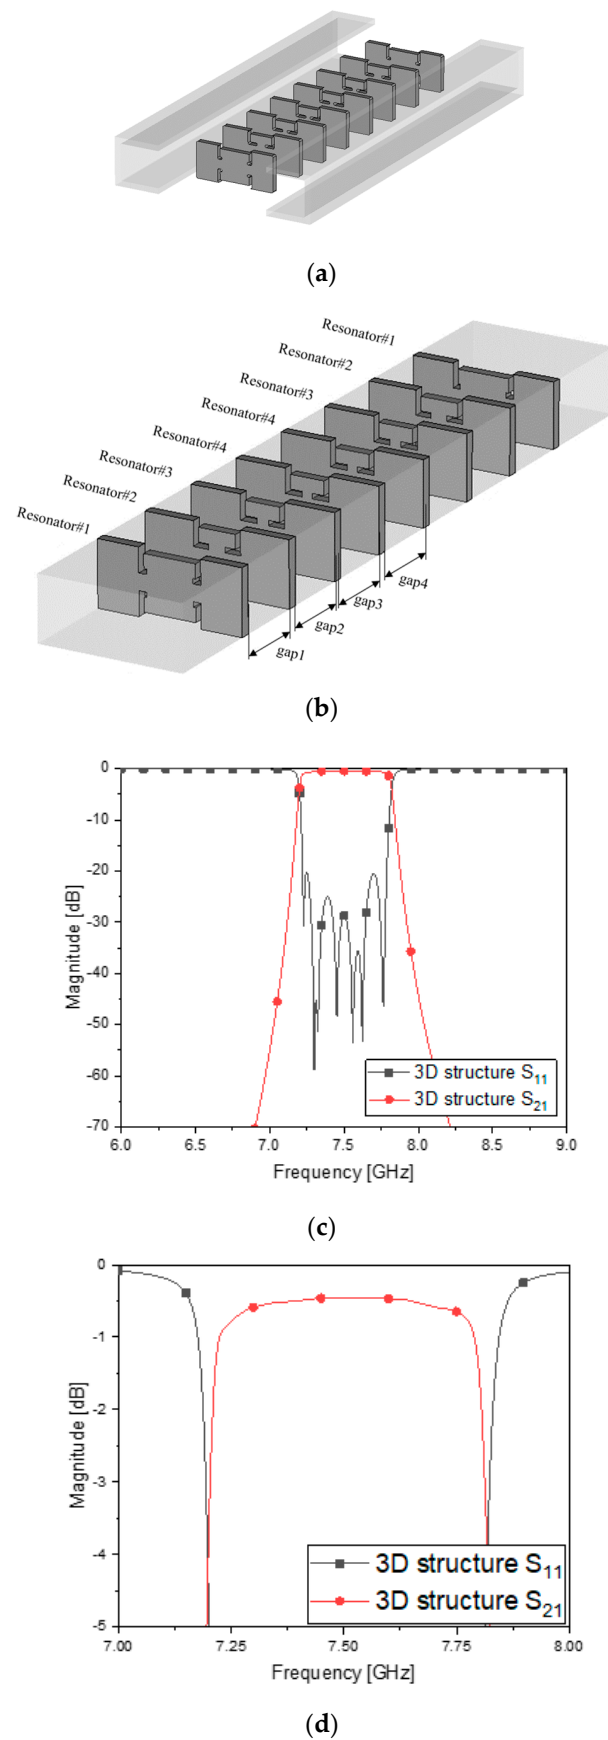 (a)
Resonator#1
Resonator#2
Resonator#3
Resonator#4
Resonator#4
Resonator#3
Resonator#2
Resonator#1
gap4
gap3
gap2
gap1
(b)
0
-10
-20
-30
-40
-50
-60
-70
Magnitude [dB]
3D structure S11
3D structure S21
6.0 6.5 7.0 7.5 8.0 8.5 9.0
Frequency [GHz]
(c)
0
-1
-2
-3
-4
-5
Magnitude [dB]
3D structure S11
3D structure S21
7.00 7.25 7.50 7.75 8.00
Frequency [GHz]
(d)